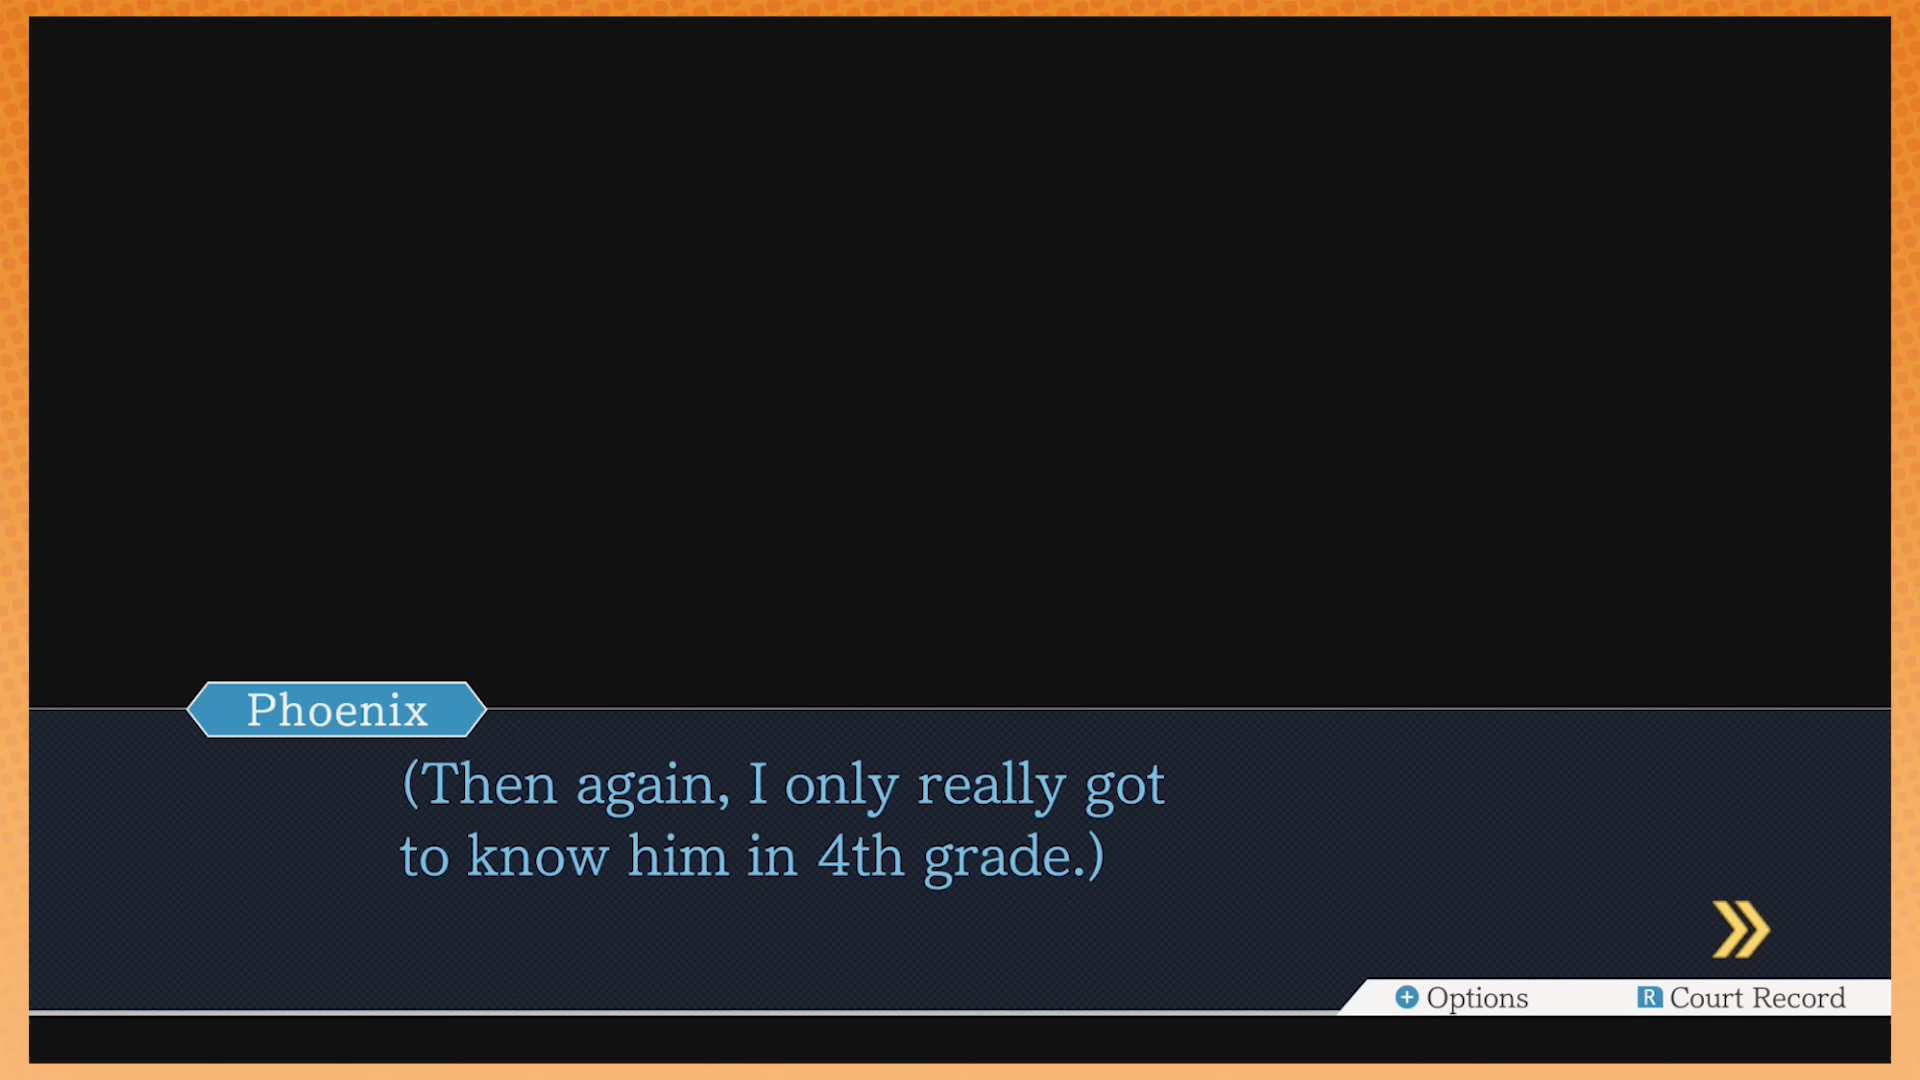 Phoenix
(Then again, I only really got
to know him in 4th grade.)
+ Options R Court Record